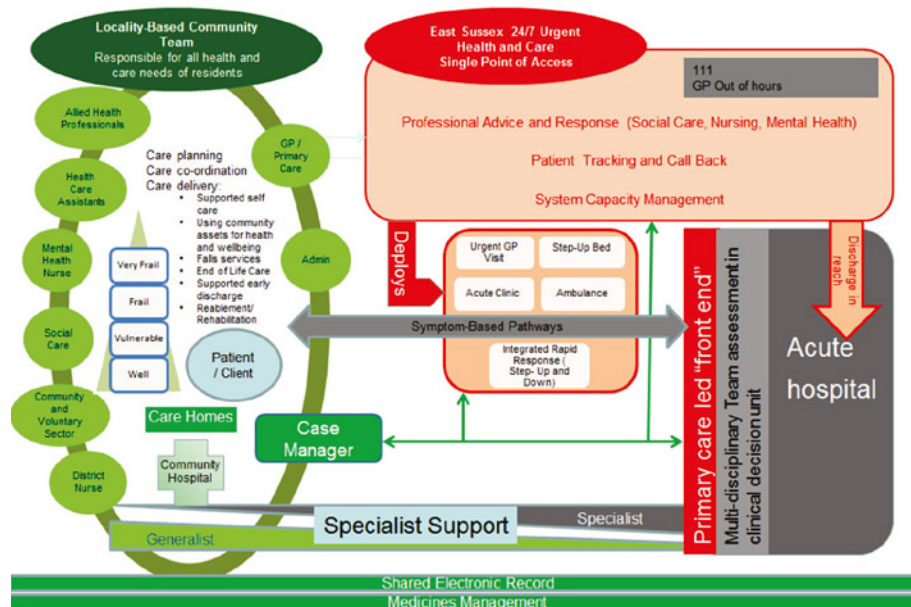 Locality-Based Community
Team
Responsible for all health and
care needs of residents
East Sussex 24/7 Urgent
Health and Care
Single Point of Access
111
GP Out of hours
Professional Advice and Response (Social Care, Nursing, Mental Health)
Patient Tracking and Call Back
System Capacity Management
Allied Health
Professionals
Health
Care
Assistants
Mental
Health
Nurse
Social
Care
Community
and
Voluntary
Sector
District
Nurse
GP /
Primary
Care
Admin
Care planning
Care co-ordination
Care delivery:
• Supported self
care
• Using community
assets for health
and wellbeing
• Falls services
• End of Life Care
• Supported early
discharge
• Reablement/
Rehabilitation
Very Frail
Frail
Vulnerable
Well
Patient
/ Client
Care Homes
Community
Hospital
Case
Manager
Deploys
Urgent GP
Visit
Step-Up Bed
Acute Clinic
Ambulance
Symptom-Based Pathways
Integrated Rapid
Response (
Step- Up and
Down)
Discharge in
reach
Primary care led "front end"
Multi-disciplinary Team assessment in
clinical decision unit
Acute
hospital
Specialist Support
Specialist
Generalist
Shared Electronic Record
Medicines Management